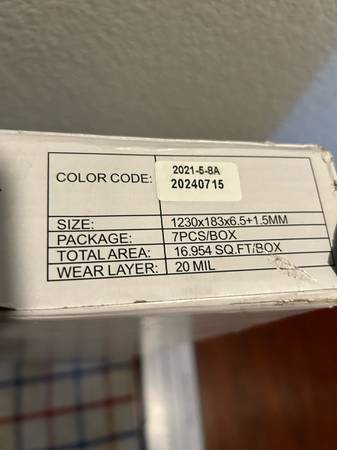 COLOR CODE: 2021-5-8A
20240715
SIZE: 1230x183x6.5+1.5MM
PACKAGE: 7PCS/BOX
TOTAL AREA: 16.954 SQ.FT/BOX
WEAR LAYER: 20 MIL